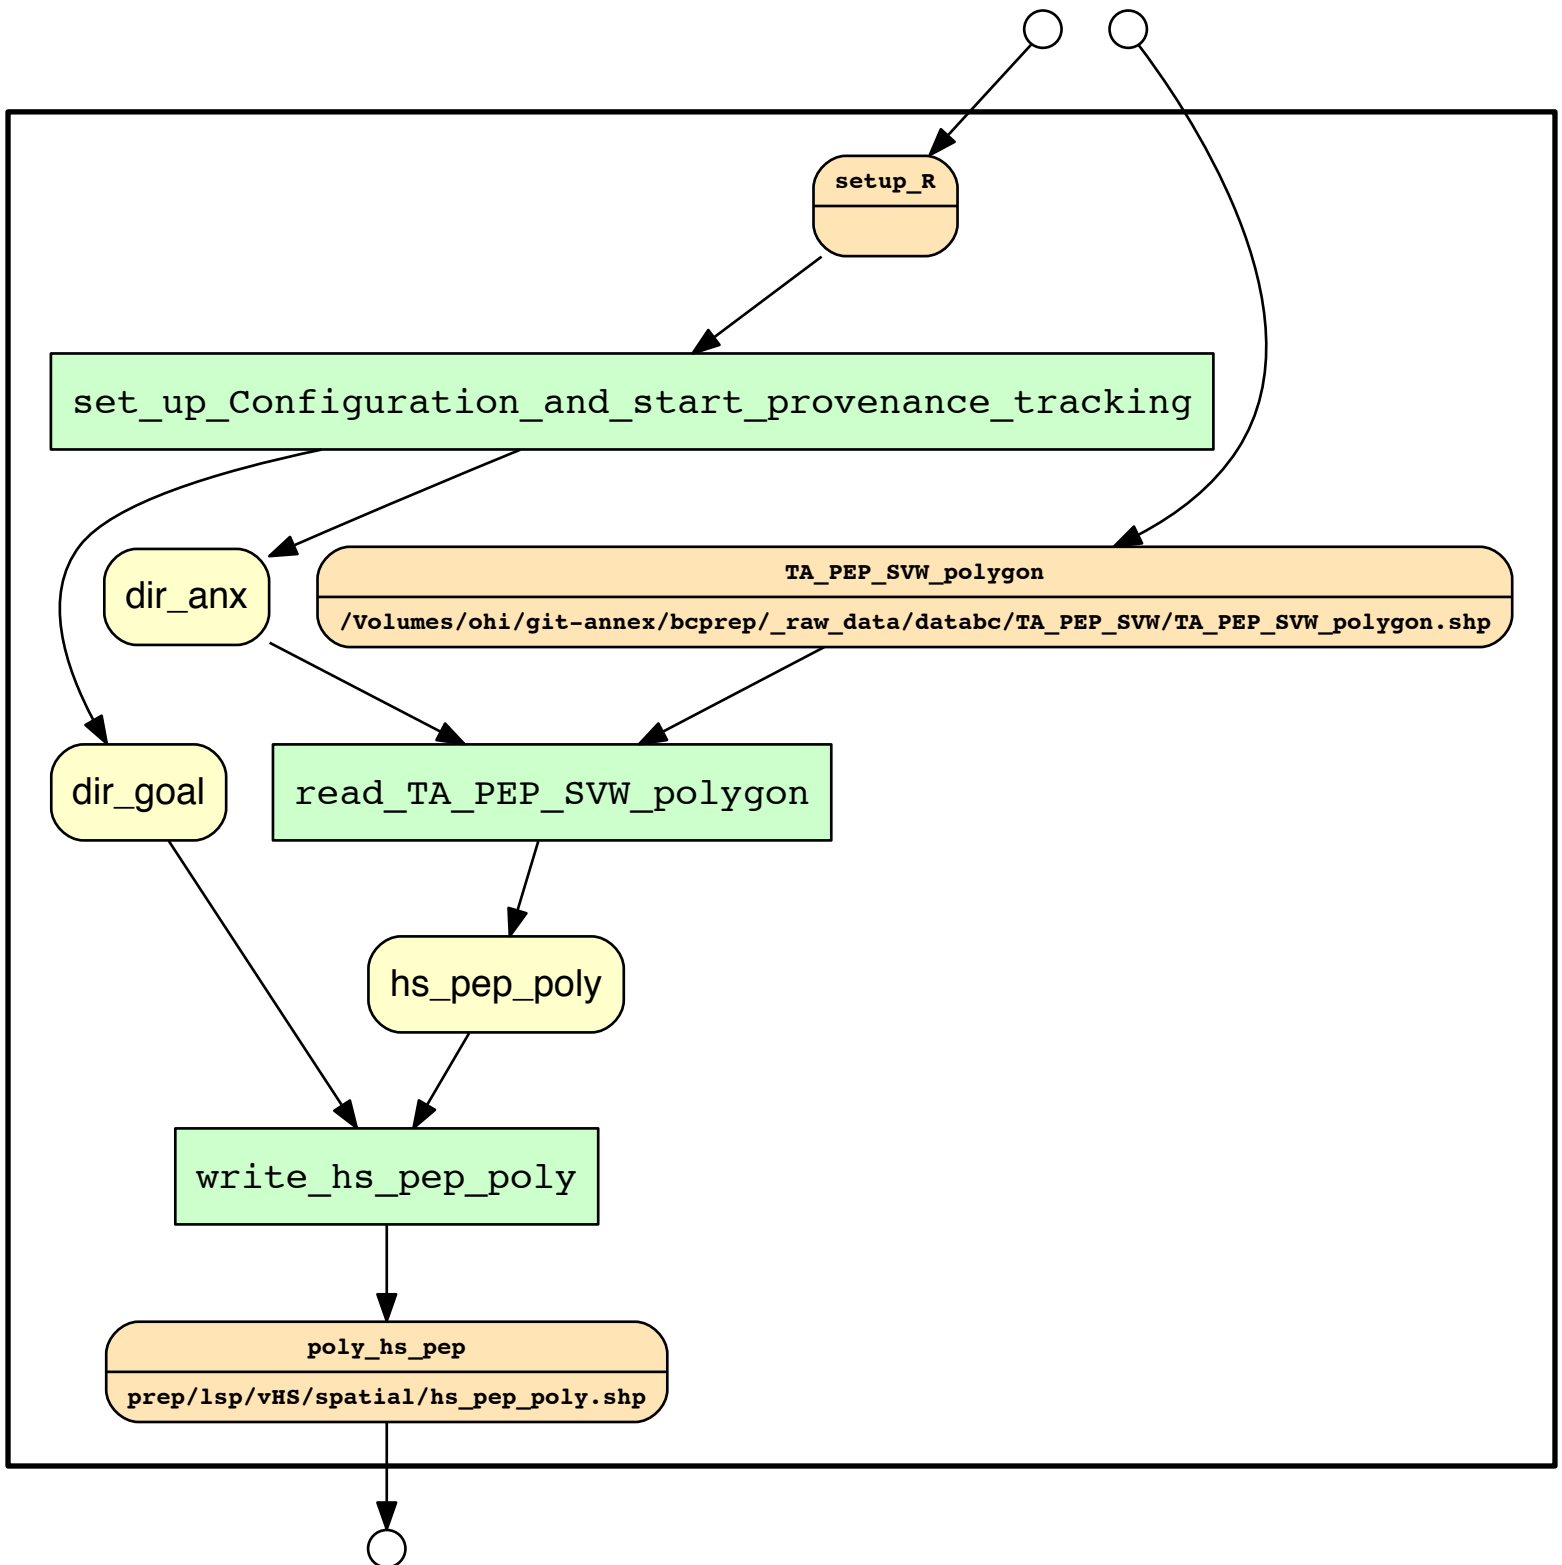 setup_R
set_up_Configuration_and_start_provenance_tracking
dir_anx
TA_PEP_SVW_polygon
/Volumes/ohi/git-annex/bcprep/_raw_data/databc/TA_PEP_SVW/TA_PEP_SVW_polygon.shp
dir_goal
read_TA_PEP_SVW_polygon
hs_pep_poly
write_hs_pep_poly
poly_hs_pep
prep/lsp/vHS/spatial/hs_pep_poly.shp